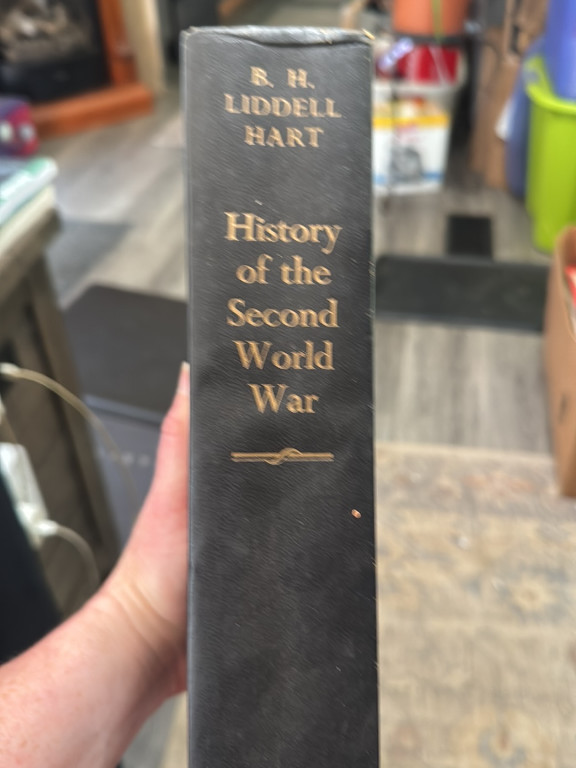 B. H.
LIDDELL
HART
History
of the
Second
World
War